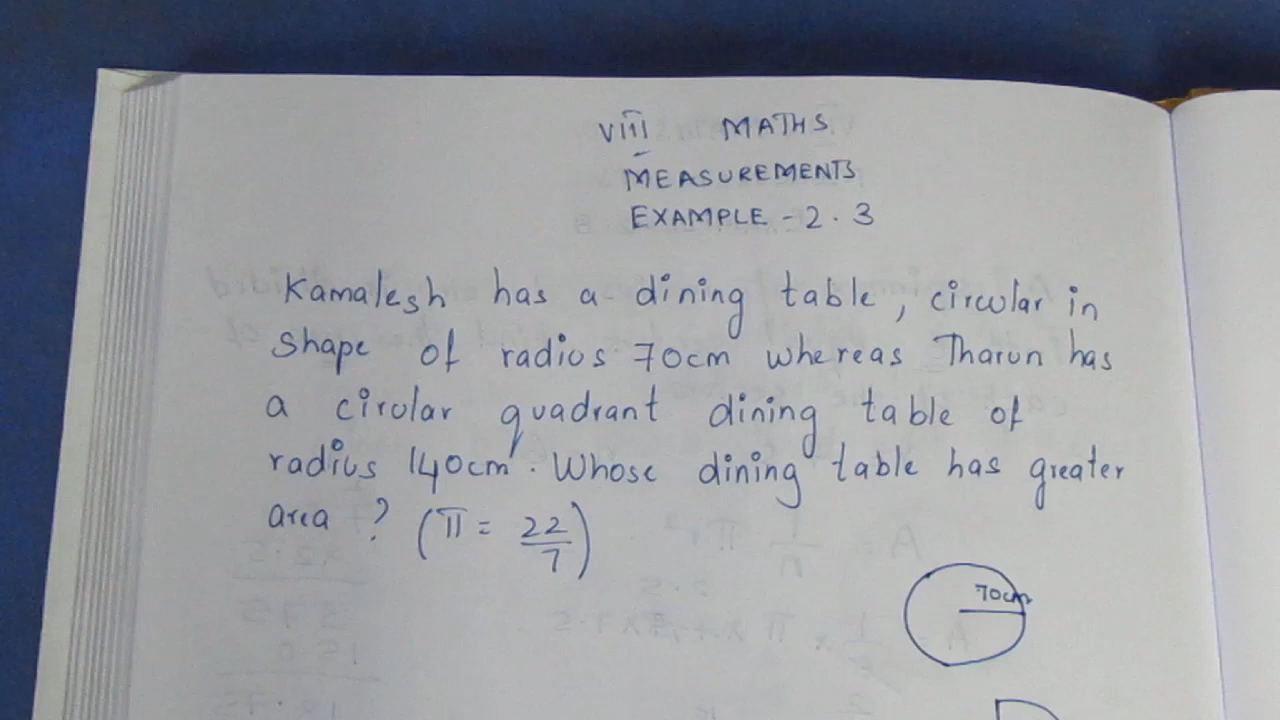 VIII MATHS
MEASUREMENTS
EXAMPLE - 2.3
Kamalesh has a dining table, circular in
shape of radius 70cm whereas Tharun has
a cirular quadrant dining table of
radius 140cm. Whose dining table has greater
area ? (π = 22/7)
70cm